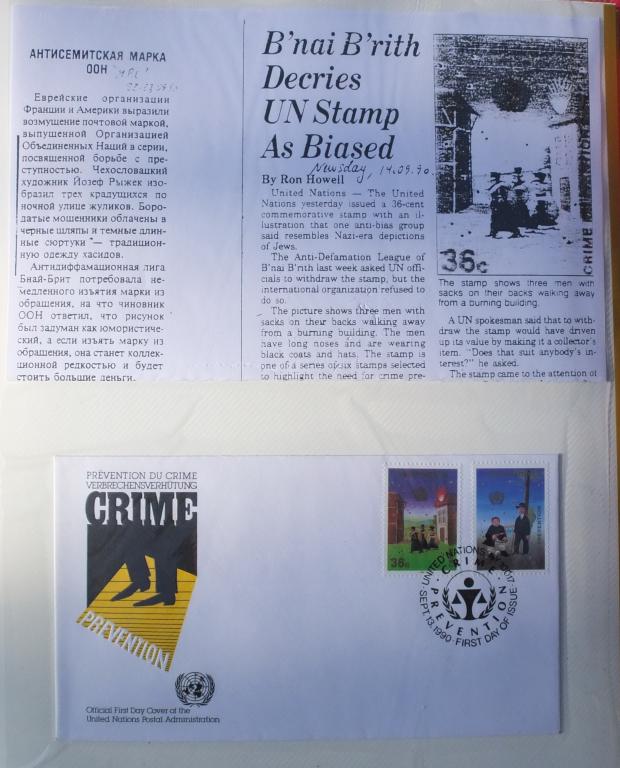 АНТИСЕМИТСКАЯ МАРКА
ООН
Еврейские организации
Франции и Америки выразили
возмущение почтовой маркой,
выпущенной Организацией
Объединенных Наций в серии,
посвященной борьбе с пре-
ступностью. Чехословацкий
художник Йозеф Рыжек изо-
бразил трех крадущихся по
ночной улице жуликов. Боро-
датые мошенники облачены в
черные шляпы и темные длин-
ные сюртуки — традицион-
ную одежду хасидов.
Антидиффамационная лига
Бнай-Брит потребовала не-
медленного изъятия марки из
обращения, на что чиновник
ООН ответил, что рисунок
был задуман как юмористиче-
ский, а если изъять марку из
обращения, она станет коллек-
ционной редкостью и будет
стоить большие деньги.
B'nai B'rith
Decries
UN Stamp
As Biased
Newsday, 14.09.90
By Ron Howell
United Nations — The United
Nations yesterday issued a 36-cent
commemorative stamp with an il-
lustration that one anti-bias group
said resembles Nazi-era depictions
of Jews.
The Anti-Defamation League of
B'nai B'rith last week asked UN offi-
cials to withdraw the stamp, but the
international organization refused to
do so.
The picture shows three men with
sacks on their backs walking away
from a burning building. The men
have long noses and are wearing
black coats and hats. The stamp is
one of a series of six stamps selected
to highlight the need for crime pre-
36c
CRIME
The stamp shows three men with
sacks on their backs walking away
from a burning building.
A UN spokesman said that to with-
draw the stamp would have driven
up its value by making it a collector's
item. "Does that suit anybody's in-
terest?" he asked.
The stamp came to the attention of
PRÉVENTION DU CRIME
VERBRECHENSVERHÜTUNG
CRIME
PREVENTION
Official First Day Cover of the
United Nations Postal Administration
36c
PREVENTION
UNITED NATIONS, NY 10017
CRIME PREVENTION
SEPT. 13, 1990 · FIRST DAY OF ISSUE